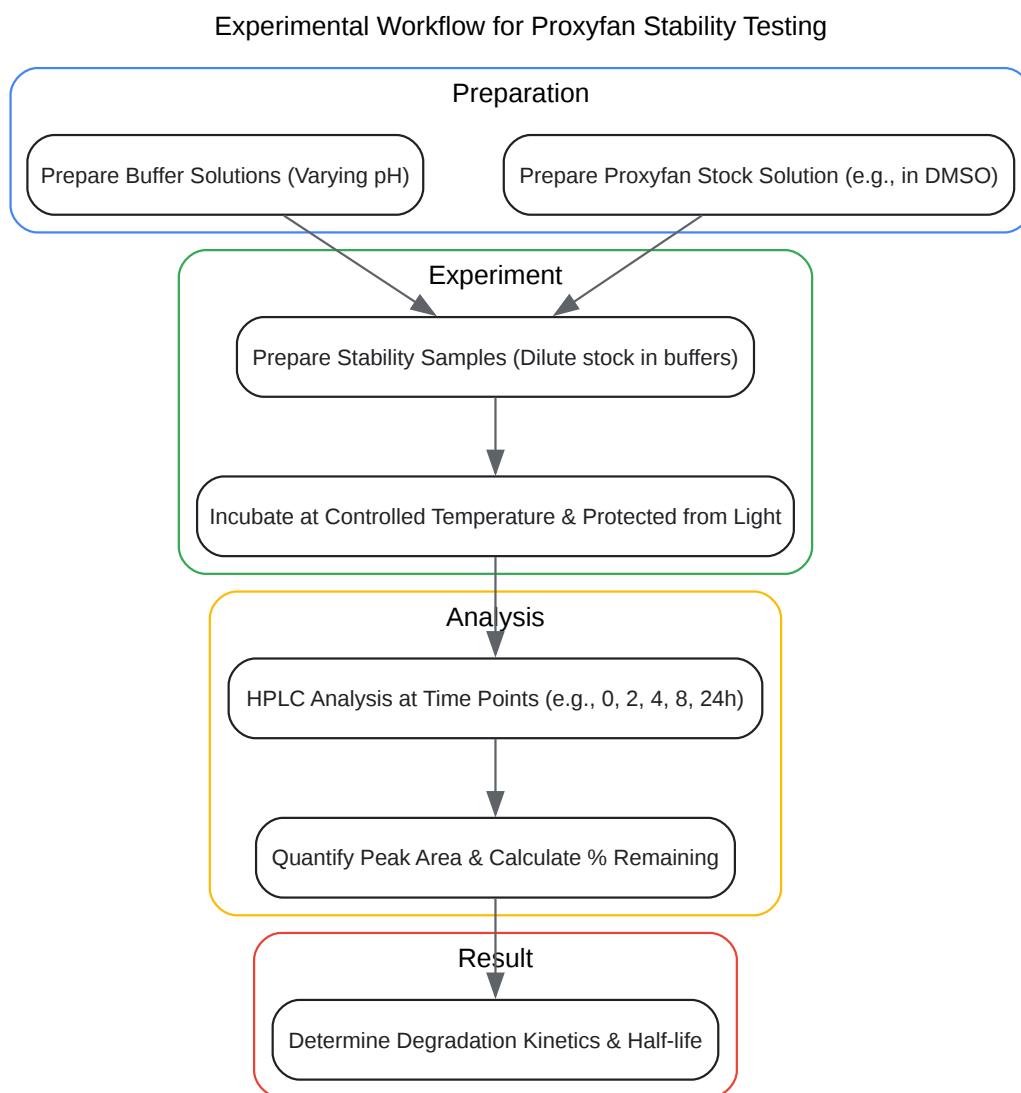 Experimental Workflow for Proxyfan Stability Testing
Preparation
Prepare Buffer Solutions (Varying pH)
Prepare Proxyfan Stock Solution (e.g., in DMSO)
Experiment
Prepare Stability Samples (Dilute stock in buffers)
Incubate at Controlled Temperature & Protected from Light
Analysis
HPLC Analysis at Time Points (e.g., 0, 2, 4, 8, 24h)
Quantify Peak Area & Calculate % Remaining
Result
Determine Degradation Kinetics & Half-life